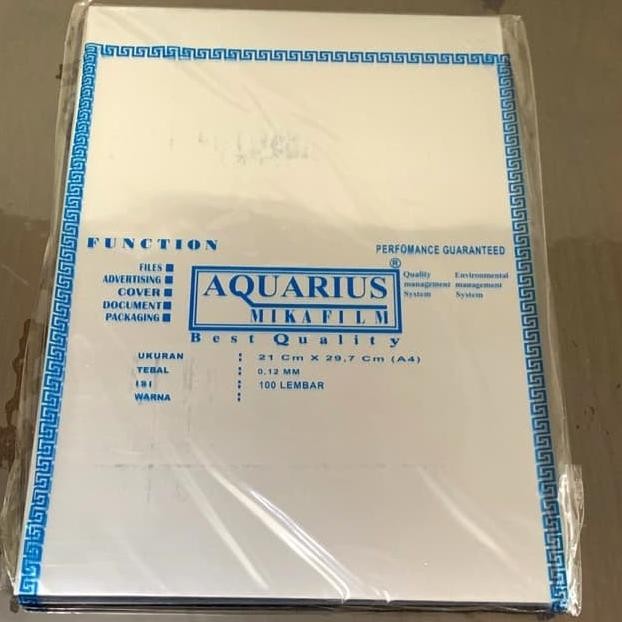 FUNCTION
PERFOMANCE GUARANTEED
FILES
ADVERTISING
COVER
DOCUMENT
PACKAGING
AQUARIUS ®
MIKAFILM
Best Quality
Quality management System
Environmental management System
UKURAN : 21 Cm X 29,7 Cm (A4)
TEBAL : 0.12 MM
ISI : 100 LEMBAR
WARNA :